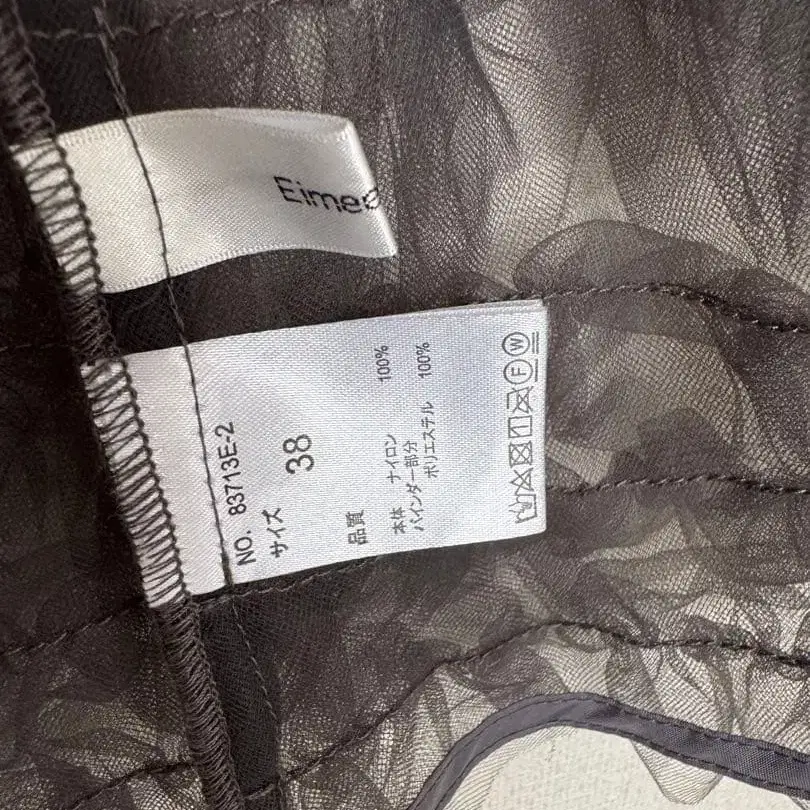 Eimee
NO. 83713E-2
サイズ
38
品質
本体 ナイロン 100%
バインダー部分
ポリエステル 100%
F W